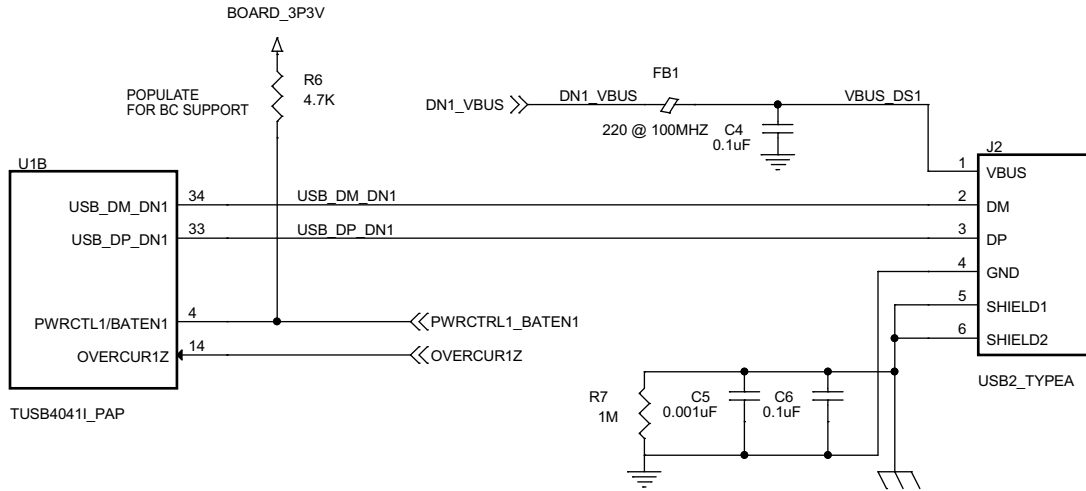 BOARD_3P3V
R6
4.7K
POPULATE
FOR BC SUPPORT
FB1
DN1_VBUS
DN1_VBUS
VBUS_DS1
220 @ 100MHZ
C4
0.1uF
U1B
J2
USB_DM_DN1
34
USB_DM_DN1
USB_DP_DN1
33
USB_DP_DN1
PWRCTL1/BATEN1
4
PWRCTRL1_BATEN1
OVERCUR1Z
14
OVERCUR1Z
TUSB4041I_PAP
1
VBUS
2
DM
3
DP
4
GND
5
SHIELD1
6
SHIELD2
USB2_TYPEA
R7
1M
C5
0.001uF
C6
0.1uF